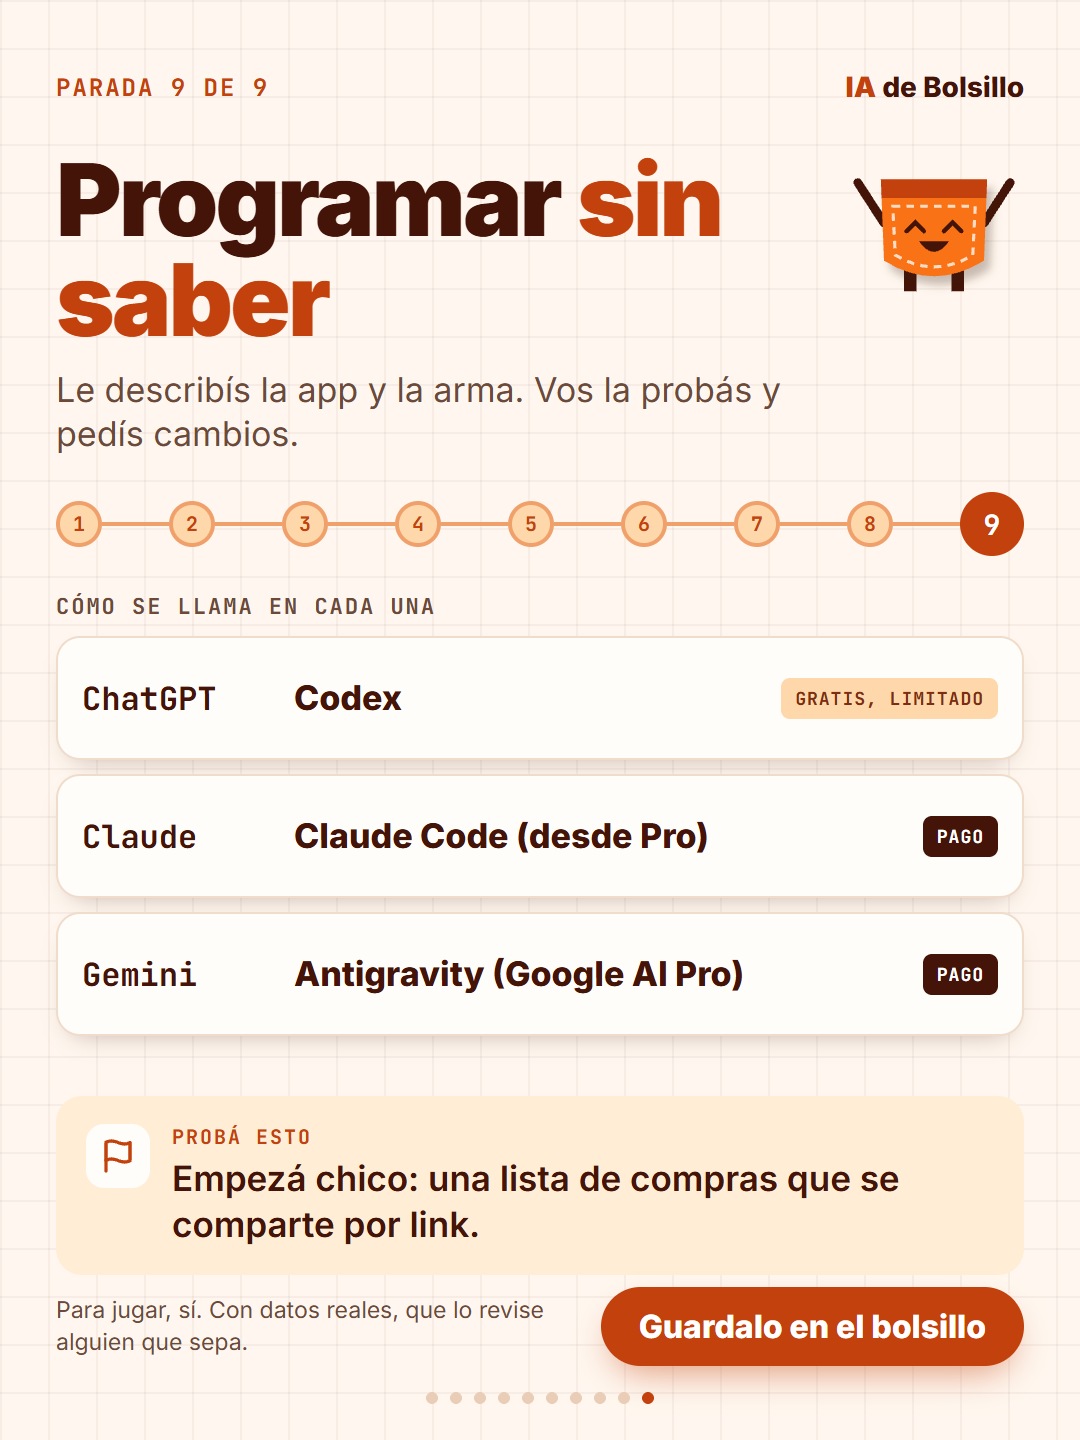 PARADA 9 DE 9
IA de Bolsillo
Programar sin
saber
Le describís la app y la arma. Vos la probás y
pedís cambios.
1 2 3 4 5 6 7 8 9
CÓMO SE LLAMA EN CADA UNA
ChatGPT Codex GRATIS, LIMITADO
Claude Claude Code (desde Pro) PAGO
Gemini Antigravity (Google AI Pro) PAGO
PROBÁ ESTO
Empezá chico: una lista de compras que se
comparte por link.
Para jugar, sí. Con datos reales, que lo revise
alguien que sepa.
Guardalo en el bolsillo